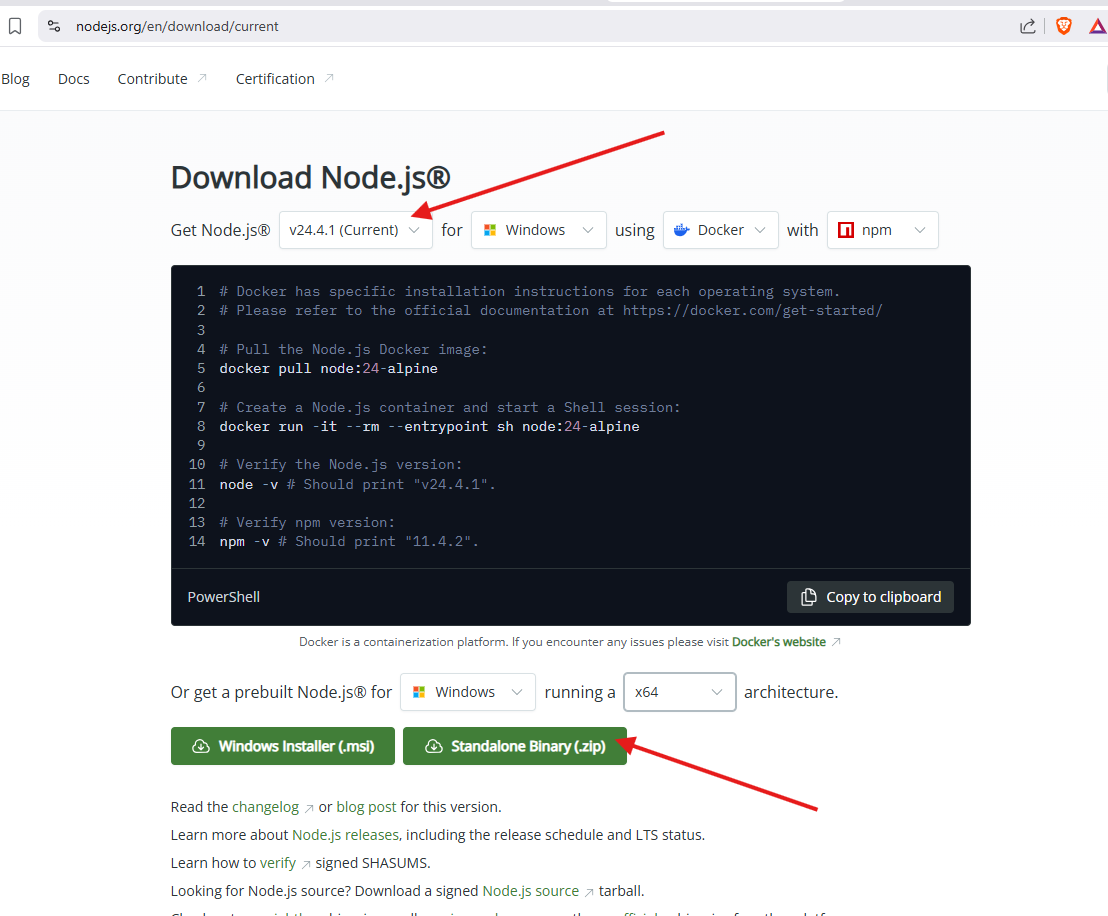 nodejs.org/en/download/current
Blog Docs Contribute Certification
Download Node.js®
Get Node.js® v24.4.1 (Current) for Windows using Docker with npm
1 # Docker has specific installation instructions for each operating system.
2 # Please refer to the official documentation at https://docker.com/get-started/
3
4 # Pull the Node.js Docker image:
5 docker pull node:24-alpine
6
7 # Create a Node.js container and start a Shell session:
8 docker run -it --rm --entrypoint sh node:24-alpine
9
10 # Verify the Node.js version:
11 node -v # Should print "v24.4.1".
12
13 # Verify npm version:
14 npm -v # Should print "11.4.2".
PowerShell Copy to clipboard
Docker is a containerization platform. If you encounter any issues please visit Docker's website
Or get a prebuilt Node.js® for Windows running a x64 architecture.
Windows Installer (.msi) Standalone Binary (.zip)
Read the changelog or blog post for this version.
Learn more about Node.js releases, including the release schedule and LTS status.
Learn how to verify signed SHASUMS.
Looking for Node.js source? Download a signed Node.js source tarball.